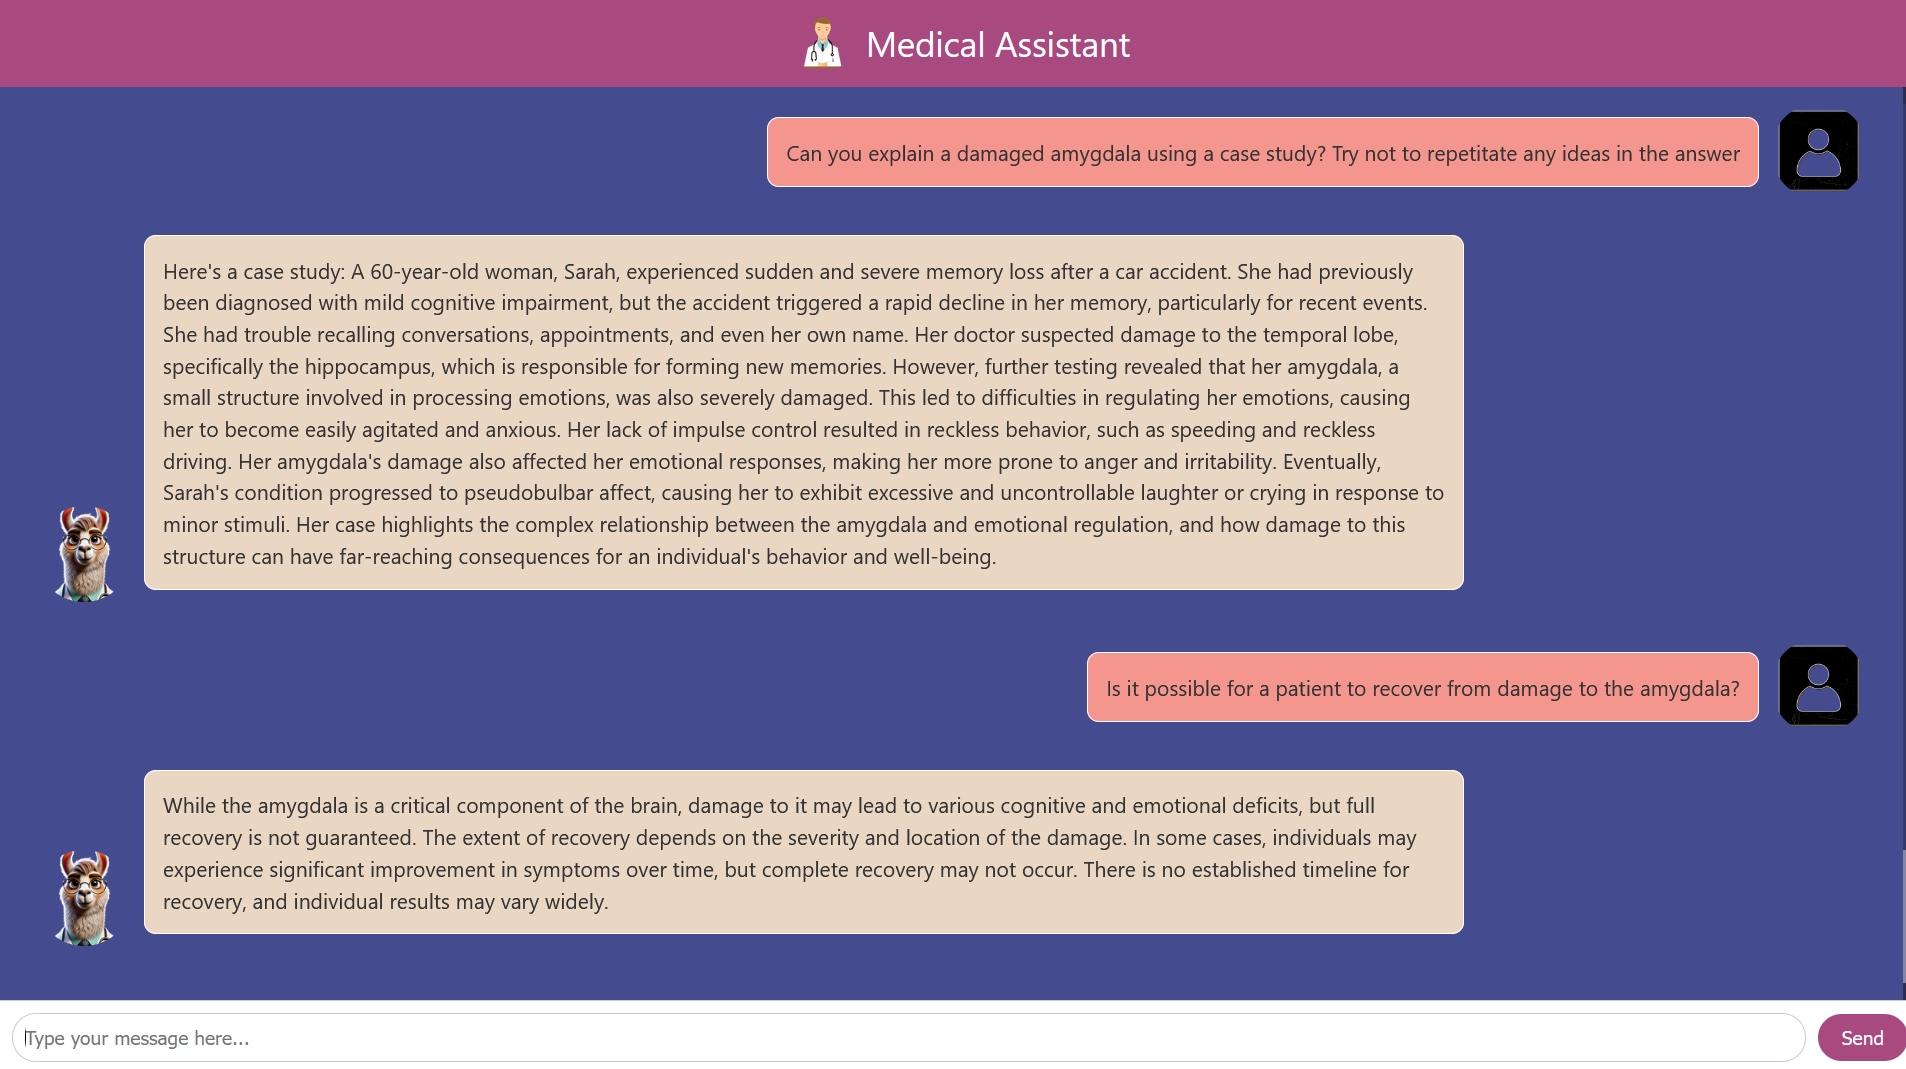 Medical Assistant
Can you explain a damaged amygdala using a case study? Try not to repetitate any ideas in the answer
Here's a case study: A 60-year-old woman, Sarah, experienced sudden and severe memory loss after a car accident. She had previously
been diagnosed with mild cognitive impairment, but the accident triggered a rapid decline in her memory, particularly for recent events.
She had trouble recalling conversations, appointments, and even her own name. Her doctor suspected damage to the temporal lobe,
specifically the hippocampus, which is responsible for forming new memories. However, further testing revealed that her amygdala, a
small structure involved in processing emotions, was also severely damaged. This led to difficulties in regulating her emotions, causing
her to become easily agitated and anxious. Her lack of impulse control resulted in reckless behavior, such as speeding and reckless
driving. Her amygdala's damage also affected her emotional responses, making her more prone to anger and irritability. Eventually,
Sarah's condition progressed to pseudobulbar affect, causing her to exhibit excessive and uncontrollable laughter or crying in response to
minor stimuli. Her case highlights the complex relationship between the amygdala and emotional regulation, and how damage to this
structure can have far-reaching consequences for an individual's behavior and well-being.
Is it possible for a patient to recover from damage to the amygdala?
While the amygdala is a critical component of the brain, damage to it may lead to various cognitive and emotional deficits, but full
recovery is not guaranteed. The extent of recovery depends on the severity and location of the damage. In some cases, individuals may
experience significant improvement in symptoms over time, but complete recovery may not occur. There is no established timeline for
recovery, and individual results may vary widely.
Type your message here...
Send